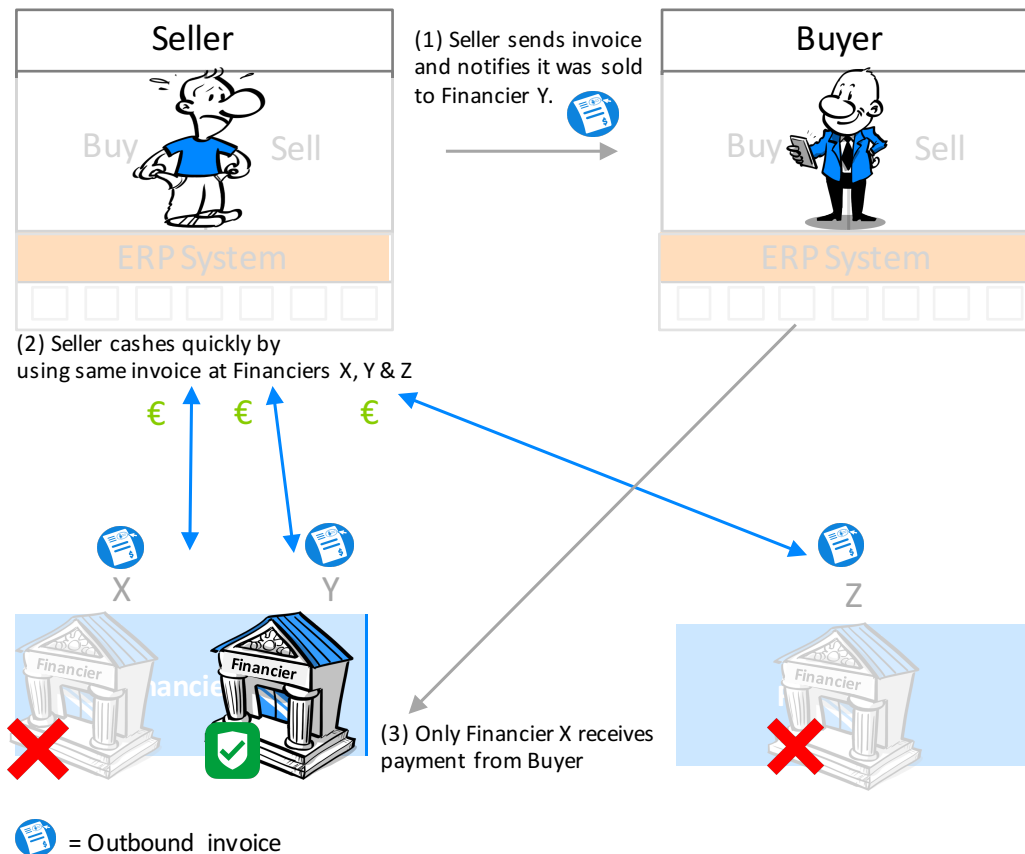 Seller
(1) Seller sends invoice
and notifies it was sold
to Financier Y.
Buyer
Buy
Sell
Buy
Sell
ERP System
ERP System
(2) Seller cashes quickly by
using same invoice at Financiers X, Y & Z
€
€
€
X
Y
Z
Financier
Financier
Financier
(3) Only Financier X receives
payment from Buyer
= Outbound invoice